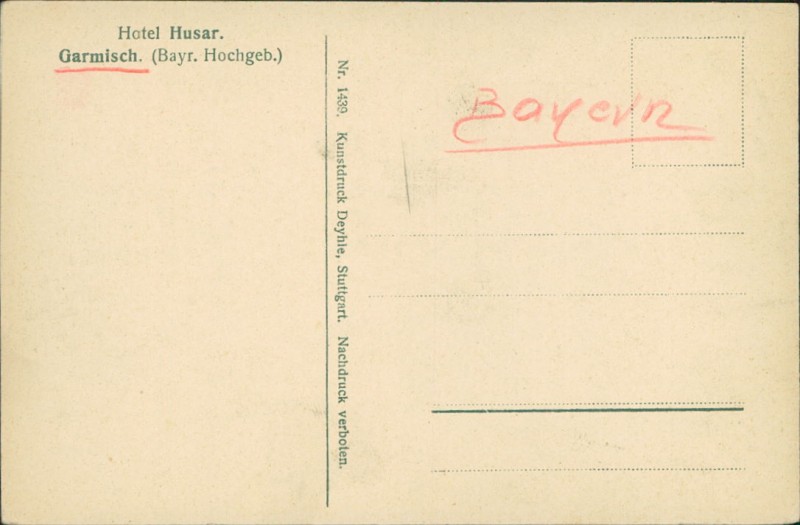 Hotel Husar.
Garmisch. (Bayr. Hochgeb.)
Nr. 1439. Kunstdruck Deyhle, Stuttgart. Nachdruck verboten.
Bayern